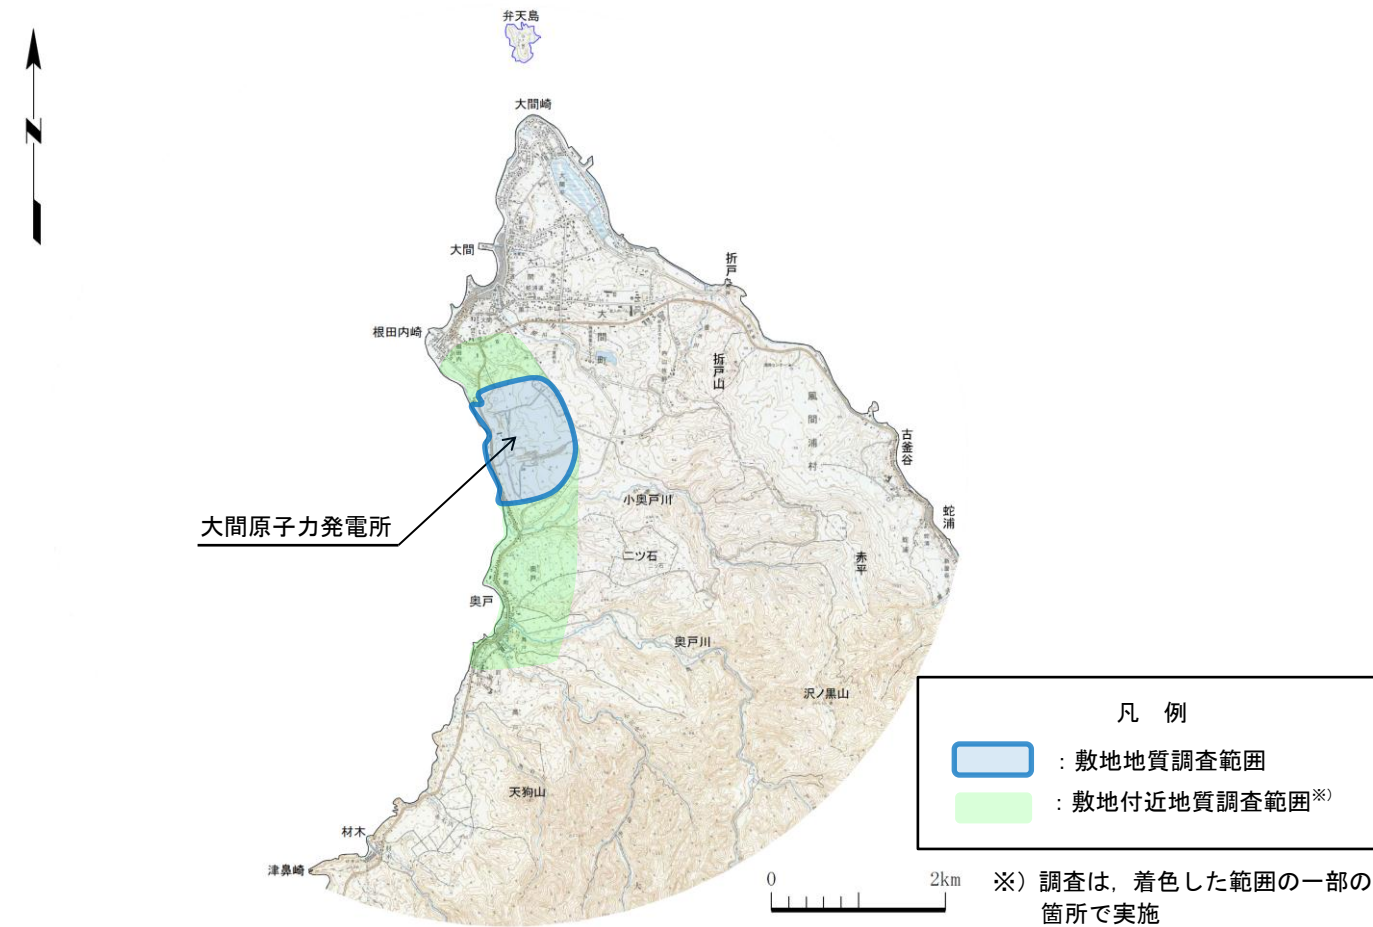 弁天島
N
大間崎
大間
折戸
根田内崎
大間町
折戸山
風間浦村
古釜谷
蛇浦
小奥戸川
大間原子力発電所
二ツ石
赤平
奥戸
奥戸川
沢ノ黒山
天狗山
材木
津鼻崎
凡 例
：敷地地質調査範囲
：敷地付近地質調査範囲※）
0 2km
※）調査は，着色した範囲の一部の
箇所で実施